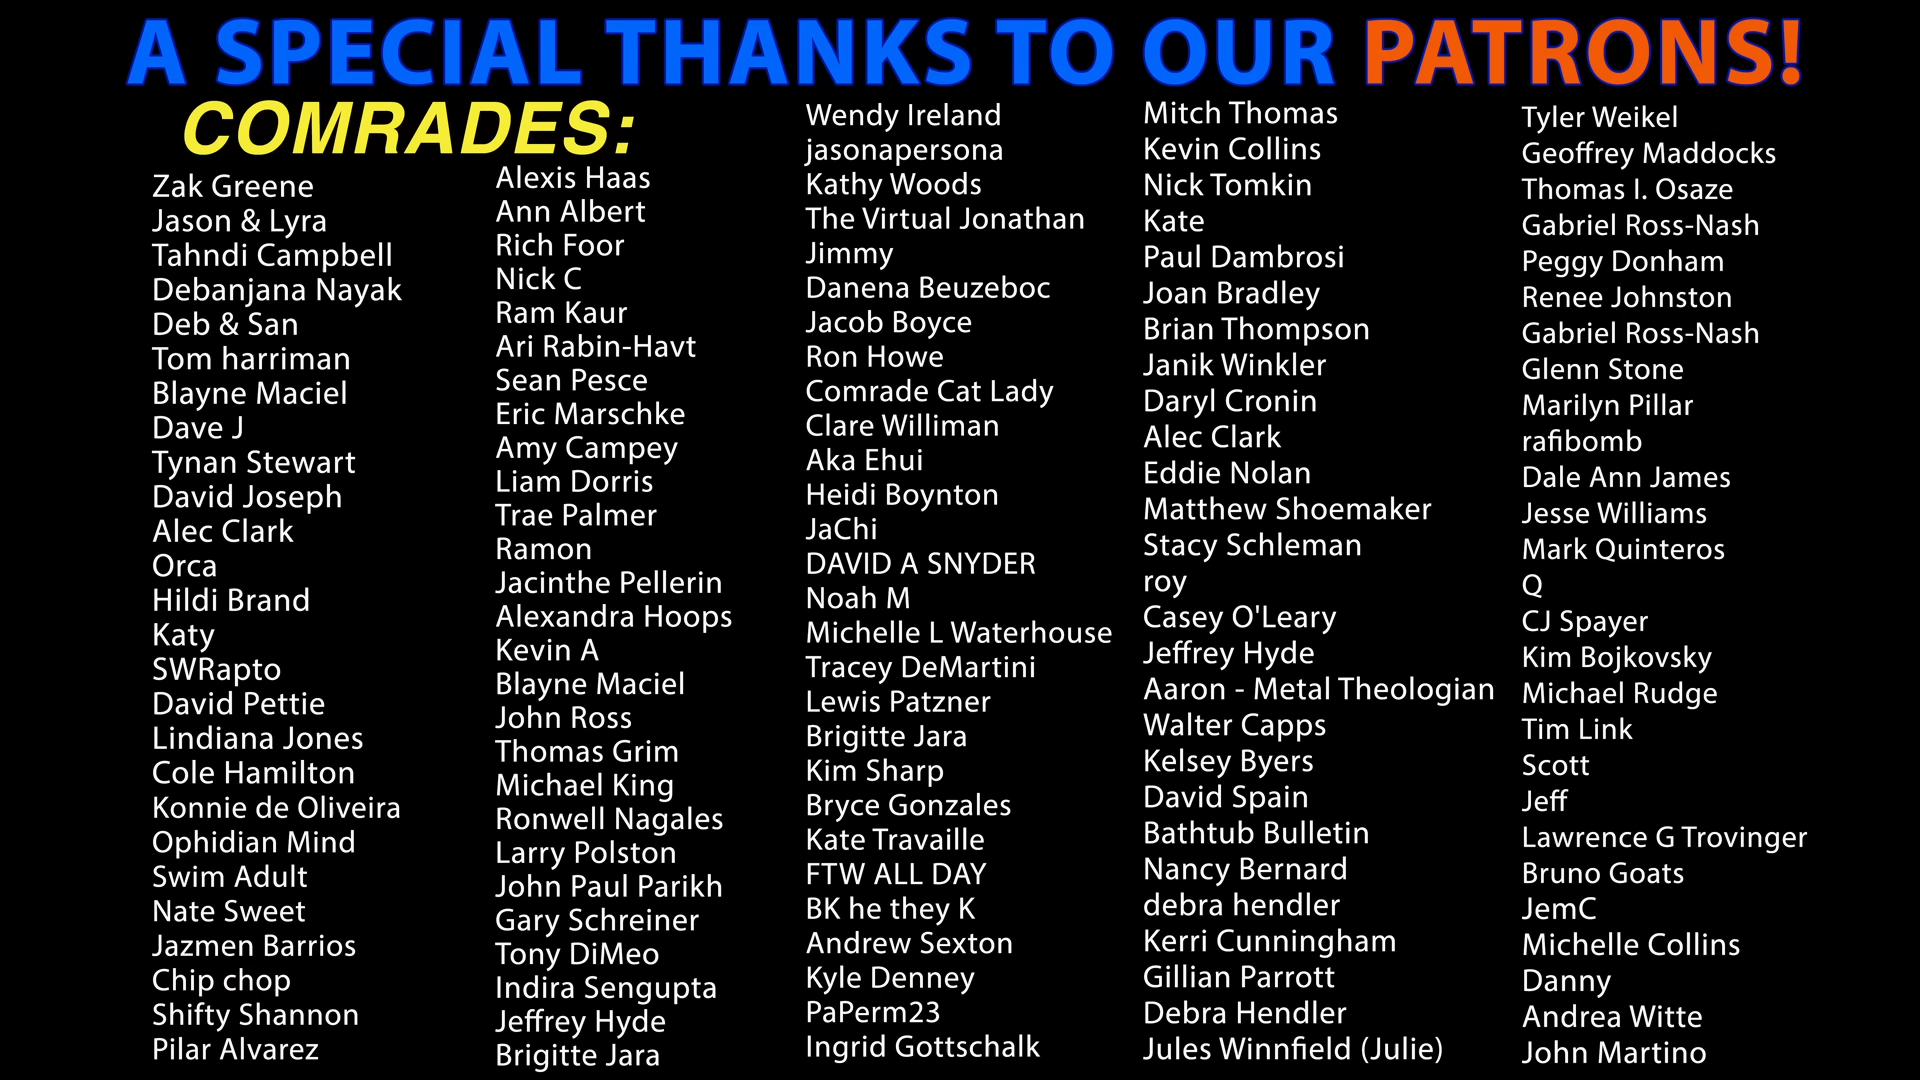 A SPECIAL THANKS TO OUR PATRONS!
COMRADES:
Zak Greene
Jason & Lyra
Tahndi Campbell
Debanjana Nayak
Deb & San
Tom harriman
Blayne Maciel
Dave J
Tynan Stewart
David Joseph
Alec Clark
Orca
Hildi Brand
Katy
SWRapto
David Pettie
Lindiana Jones
Cole Hamilton
Konnie de Oliveira
Ophidian Mind
Swim Adult
Nate Sweet
Jazmen Barrios
Chip chop
Shifty Shannon
Pilar Alvarez
Alexis Haas
Ann Albert
Rich Foor
Nick C
Ram Kaur
Ari Rabin-Havt
Sean Pesce
Eric Marschke
Amy Campey
Liam Dorris
Trae Palmer
Ramon
Jacinthe Pellerin
Alexandra Hoops
Kevin A
Blayne Maciel
John Ross
Thomas Grim
Michael King
Ronwell Nagales
Larry Polston
John Paul Parikh
Gary Schreiner
Tony DiMeo
Indira Sengupta
Jeffrey Hyde
Brigitte Jara
Wendy Ireland
jasonapersona
Kathy Woods
The Virtual Jonathan
Jimmy
Danena Beuzeboc
Jacob Boyce
Ron Howe
Comrade Cat Lady
Clare Williman
Aka Ehui
Heidi Boynton
JaChi
DAVID A SNYDER
Noah M
Michelle L Waterhouse
Tracey DeMartini
Lewis Patzner
Brigitte Jara
Kim Sharp
Bryce Gonzales
Kate Travaille
FTW ALL DAY
BK he they K
Andrew Sexton
Kyle Denney
PaPerm23
Ingrid Gottschalk
Mitch Thomas
Kevin Collins
Nick Tomkin
Kate
Paul Dambrosi
Joan Bradley
Brian Thompson
Janik Winkler
Daryl Cronin
Alec Clark
Eddie Nolan
Matthew Shoemaker
Stacy Schleman
roy
Casey O'Leary
Jeffrey Hyde
Aaron - Metal Theologian
Walter Capps
Kelsey Byers
David Spain
Bathtub Bulletin
Nancy Bernard
debra hendler
Kerri Cunningham
Gillian Parrott
Debra Hendler
Jules Winnfield (Julie)
Tyler Weikel
Geoffrey Maddocks
Thomas I. Osaze
Gabriel Ross-Nash
Peggy Donham
Renee Johnston
Gabriel Ross-Nash
Glenn Stone
Marilyn Pillar
rafibomb
Dale Ann James
Jesse Williams
Mark Quinteros
Q
CJ Spayer
Kim Bojkovsky
Michael Rudge
Tim Link
Scott
Jeff
Lawrence G Trovinger
Bruno Goats
JemC
Michelle Collins
Danny
Andrea Witte
John Martino